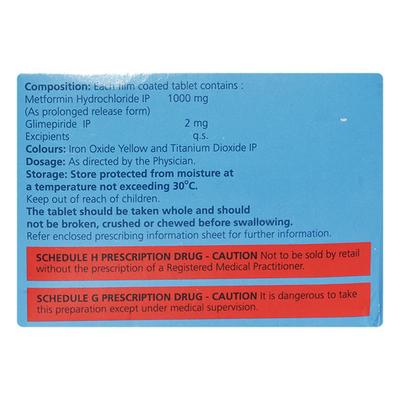 Composition: Each film coated tablet contains :
Metformin Hydrochloride IP 1000 mg
(As prolonged release form)
Glimepiride IP 2 mg
Excipients q.s.
Colours: Iron Oxide Yellow and Titanium Dioxide IP
Dosage: As directed by the Physician.
Storage: Store protected from moisture at
a temperature not exceeding 30°C.
Keep out of reach of children.
The tablet should be taken whole and should
not be broken, crushed or chewed before swallowing.
Refer enclosed prescribing information sheet for further information.
SCHEDULE H PRESCRIPTION DRUG - CAUTION Not to be sold by retail
without the prescription of a Registered Medical Practitioner.
SCHEDULE G PRESCRIPTION DRUG - CAUTION It is dangerous to take
this preparation except under medical supervision.